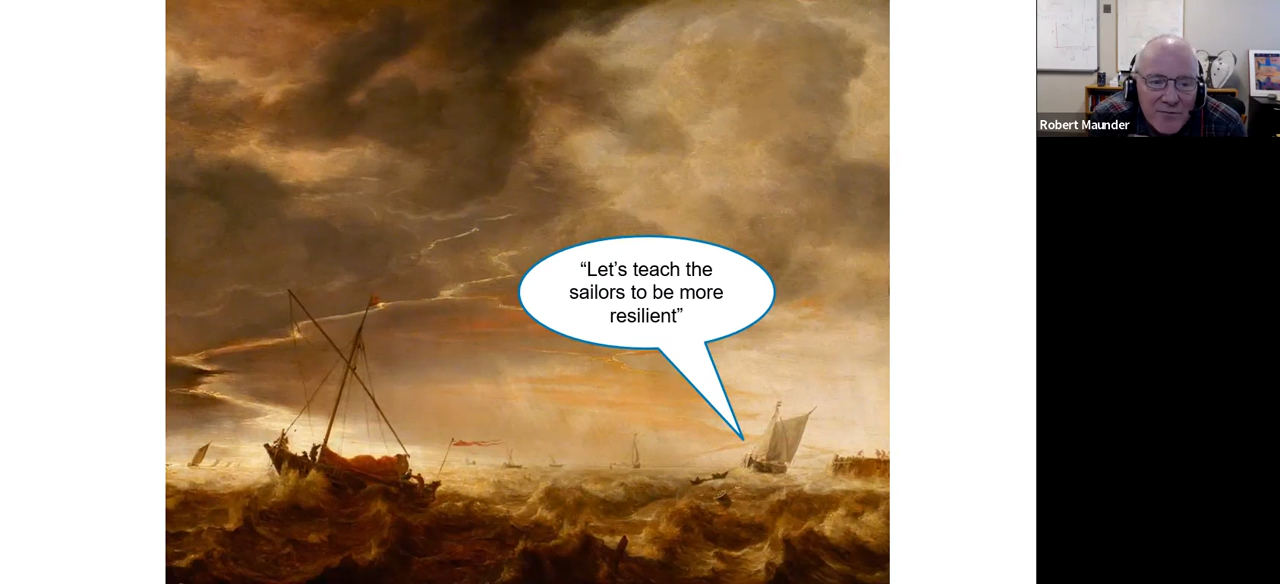 “Let’s teach the
sailors to be more
resilient”
Robert Maunder